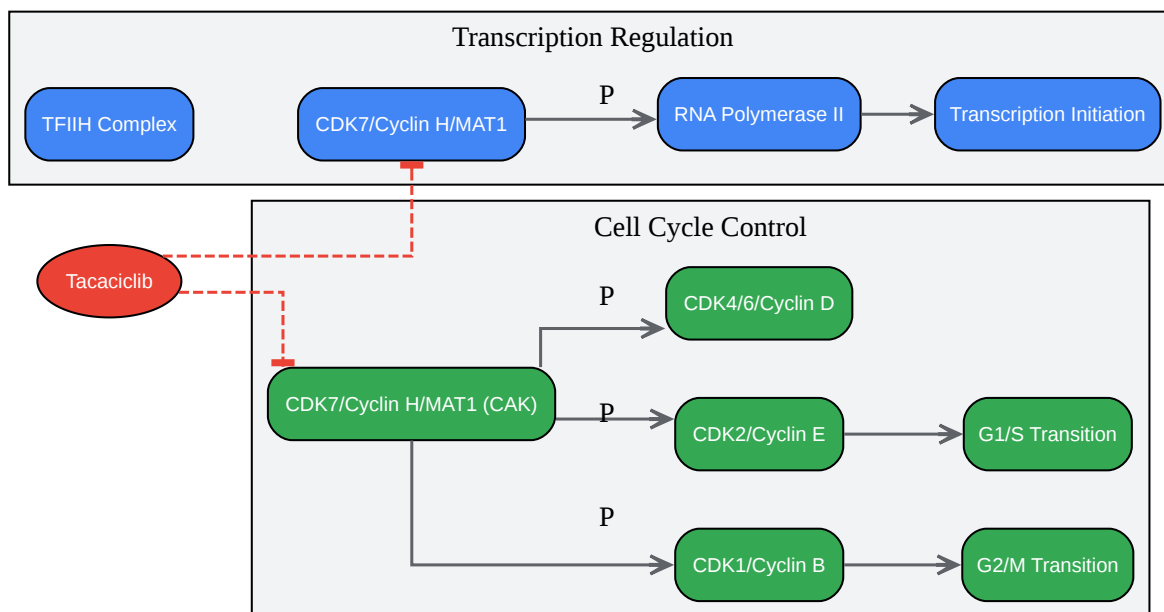 Transcription Regulation
TFIIH Complex
CDK7/Cyclin H/MAT1
P
RNA Polymerase II
Transcription Initiation
Cell Cycle Control
Tacaciclib
P
CDK4/6/Cyclin D
CDK7/Cyclin H/MAT1 (CAK)
P
CDK2/Cyclin E
G1/S Transition
P
CDK1/Cyclin B
G2/M Transition